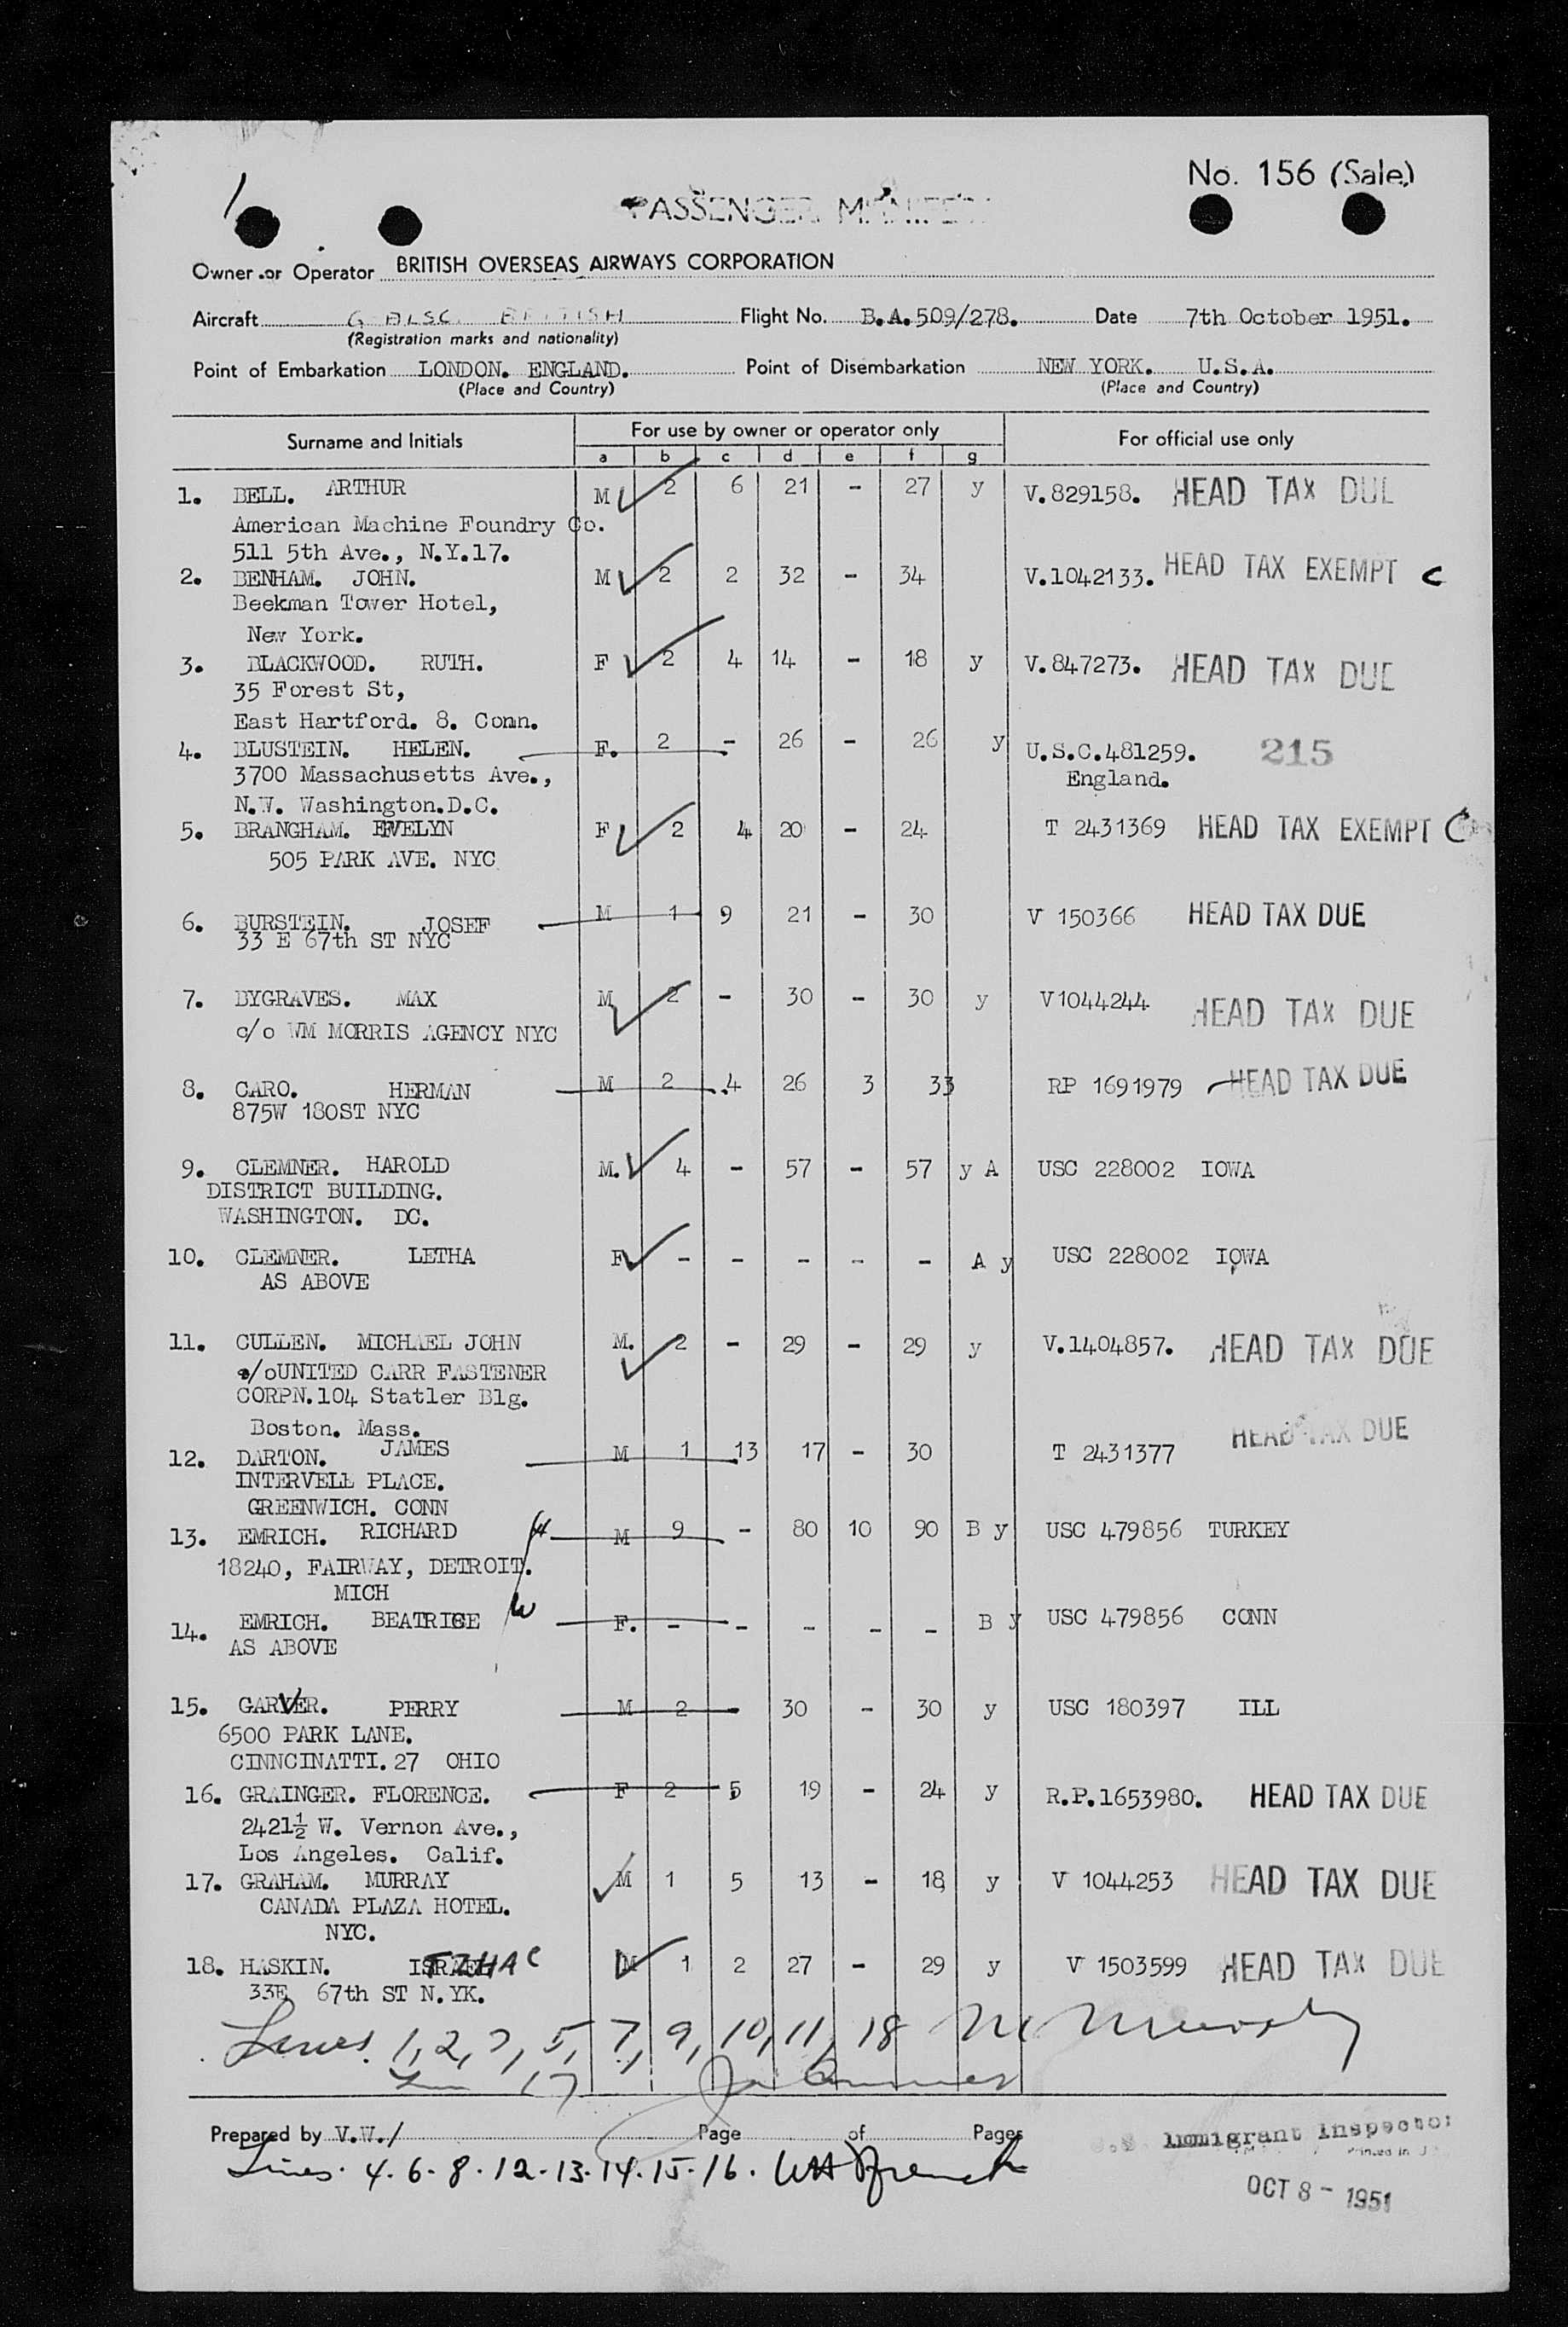 No. 156 (Sale)
PASSENGER MANIFEST
Owner or Operator BRITISH OVERSEAS AIRWAYS CORPORATION
Aircraft G ALSC BRITISH Flight No. B.A.509/278. Date 7th October 1951.
(Registration marks and nationality)
Point of Embarkation LONDON. ENGLAND. Point of Disembarkation NEW YORK. U.S.A.
(Place and Country) (Place and Country)
Surname and Initials For use by owner or operator only For official use only
a b c d e f g
1. BELL. ARTHUR M 2 6 21 - 27 y V.829158. HEAD TAX DUE
American Machine Foundry Co.
511 5th Ave., N.Y.17.
2. BENHAM. JOHN. M 2 2 32 - 34 V.1042133. HEAD TAX EXEMPT C
Beekman Tower Hotel,
New York.
3. BLACKWOOD. RUTH. F 2 4 14 - 18 y V.847273. HEAD TAX DUE
35 Forest St,
East Hartford. 8. Conn.
4. BLUSTEIN. HELEN. F. 2 - 26 - 26 y U.S.C.481259. 215
3700 Massachusetts Ave., England.
N.W. Washington.D.C.
5. BRANGHAM. EVELYN F 2 4 20 - 24 T 2431369 HEAD TAX EXEMPT C
505 PARK AVE. NYC
6. BURSTEIN. JOSEF M 1 9 21 - 30 V 150366 HEAD TAX DUE
33 E 67th ST NYC
7. BYGRAVES. MAX M 2 - 30 - 30 y V1044244 HEAD TAX DUE
c/o WM MORRIS AGENCY NYC
8. CARO. HERMAN M 2 4 26 3 33 RP 1691979 HEAD TAX DUE
875W 180ST NYC
9. CLEMNER. HAROLD M. 4 - 57 - 57 y A USC 228002 IOWA
DISTRICT BUILDING.
WASHINGTON. DC.
10. CLEMNER. LETHA F - - - - - A y USC 228002 IOWA
AS ABOVE
11. CULLEN. MICHAEL JOHN M. 2 - 29 - 29 y V.1404857. HEAD TAX DUE
c/oUNITED CARR FASTENER
CORPN.104 Statler Blg.
Boston. Mass.
12. DARTON. JAMES M 1 13 17 - 30 T 2431377 HEAD TAX DUE
INTERVELL PLACE.
GREENWICH. CONN
13. EMRICH. RICHARD H M 9 - 80 10 90 B y USC 479856 TURKEY
18240, FAIRWAY, DETROIT.
MICH
14. EMRICH. BEATRICE W F. - - - - - B y USC 479856 CONN
AS ABOVE
15. GARVER. PERRY M 2 - 30 - 30 y USC 180397 ILL
6500 PARK LANE.
CINNCINATTI.27 OHIO
16. GRAINGER. FLORENCE. F 2 5 19 - 24 y R.P.1653980. HEAD TAX DUE
2421½ W. Vernon Ave.,
Los Angeles. Calif.
17. GRAHAM. MURRAY M 1 5 13 - 18 y V 1044253 HEAD TAX DUE
CANADA PLAZA HOTEL.
NYC.
18. HASKIN. ISRAEL M 1 2 27 - 29 y V 1503599 HEAD TAX DUE
33E 67th ST N.YK.
Lines 1, 2, 3, 5, 7, 9, 10, 11, 18
Line 17
Prepared by V.W./ Page of Pages
U.S. Immigrant Inspector
Lines. 4. 6. 8. 12. 13. 14. 15. 16.
OCT 8 - 1951